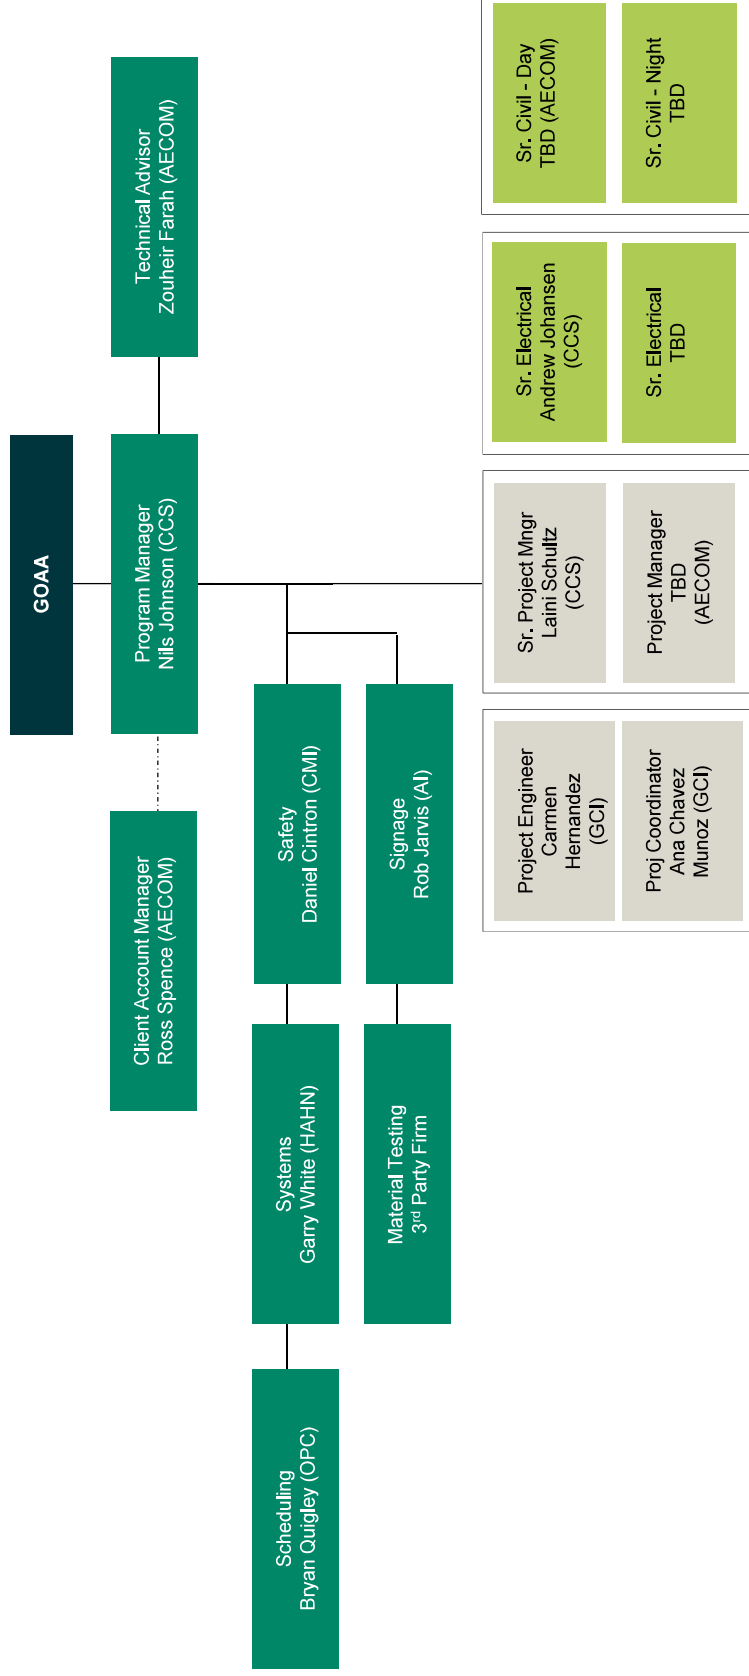 GOAA
Client Account Manager
Ross Spence (AECOM)
Program Manager
Nils Johnson (CCS)
Technical Advisor
Zouheir Farah (AECOM)
Scheduling
Bryan Quigley (OPC)
Systems
Garry White (HAHN)
Safety
Daniel Cintron (CMI)
Material Testing
3rd Party Firm
Signage
Rob Jarvis (AI)
Project Engineer
Carmen
Hernandez
(GCI)
Proj Coordinator
Ana Chavez
Munoz (GCI)
Sr. Project Mngr
Laini Schultz
(CCS)
Project Manager
TBD
(AECOM)
Sr. Electrical
Andrew Johansen
(CCS)
Sr. Electrical
TBD
Sr. Civil - Day
TBD (AECOM)
Sr. Civil - Night
TBD